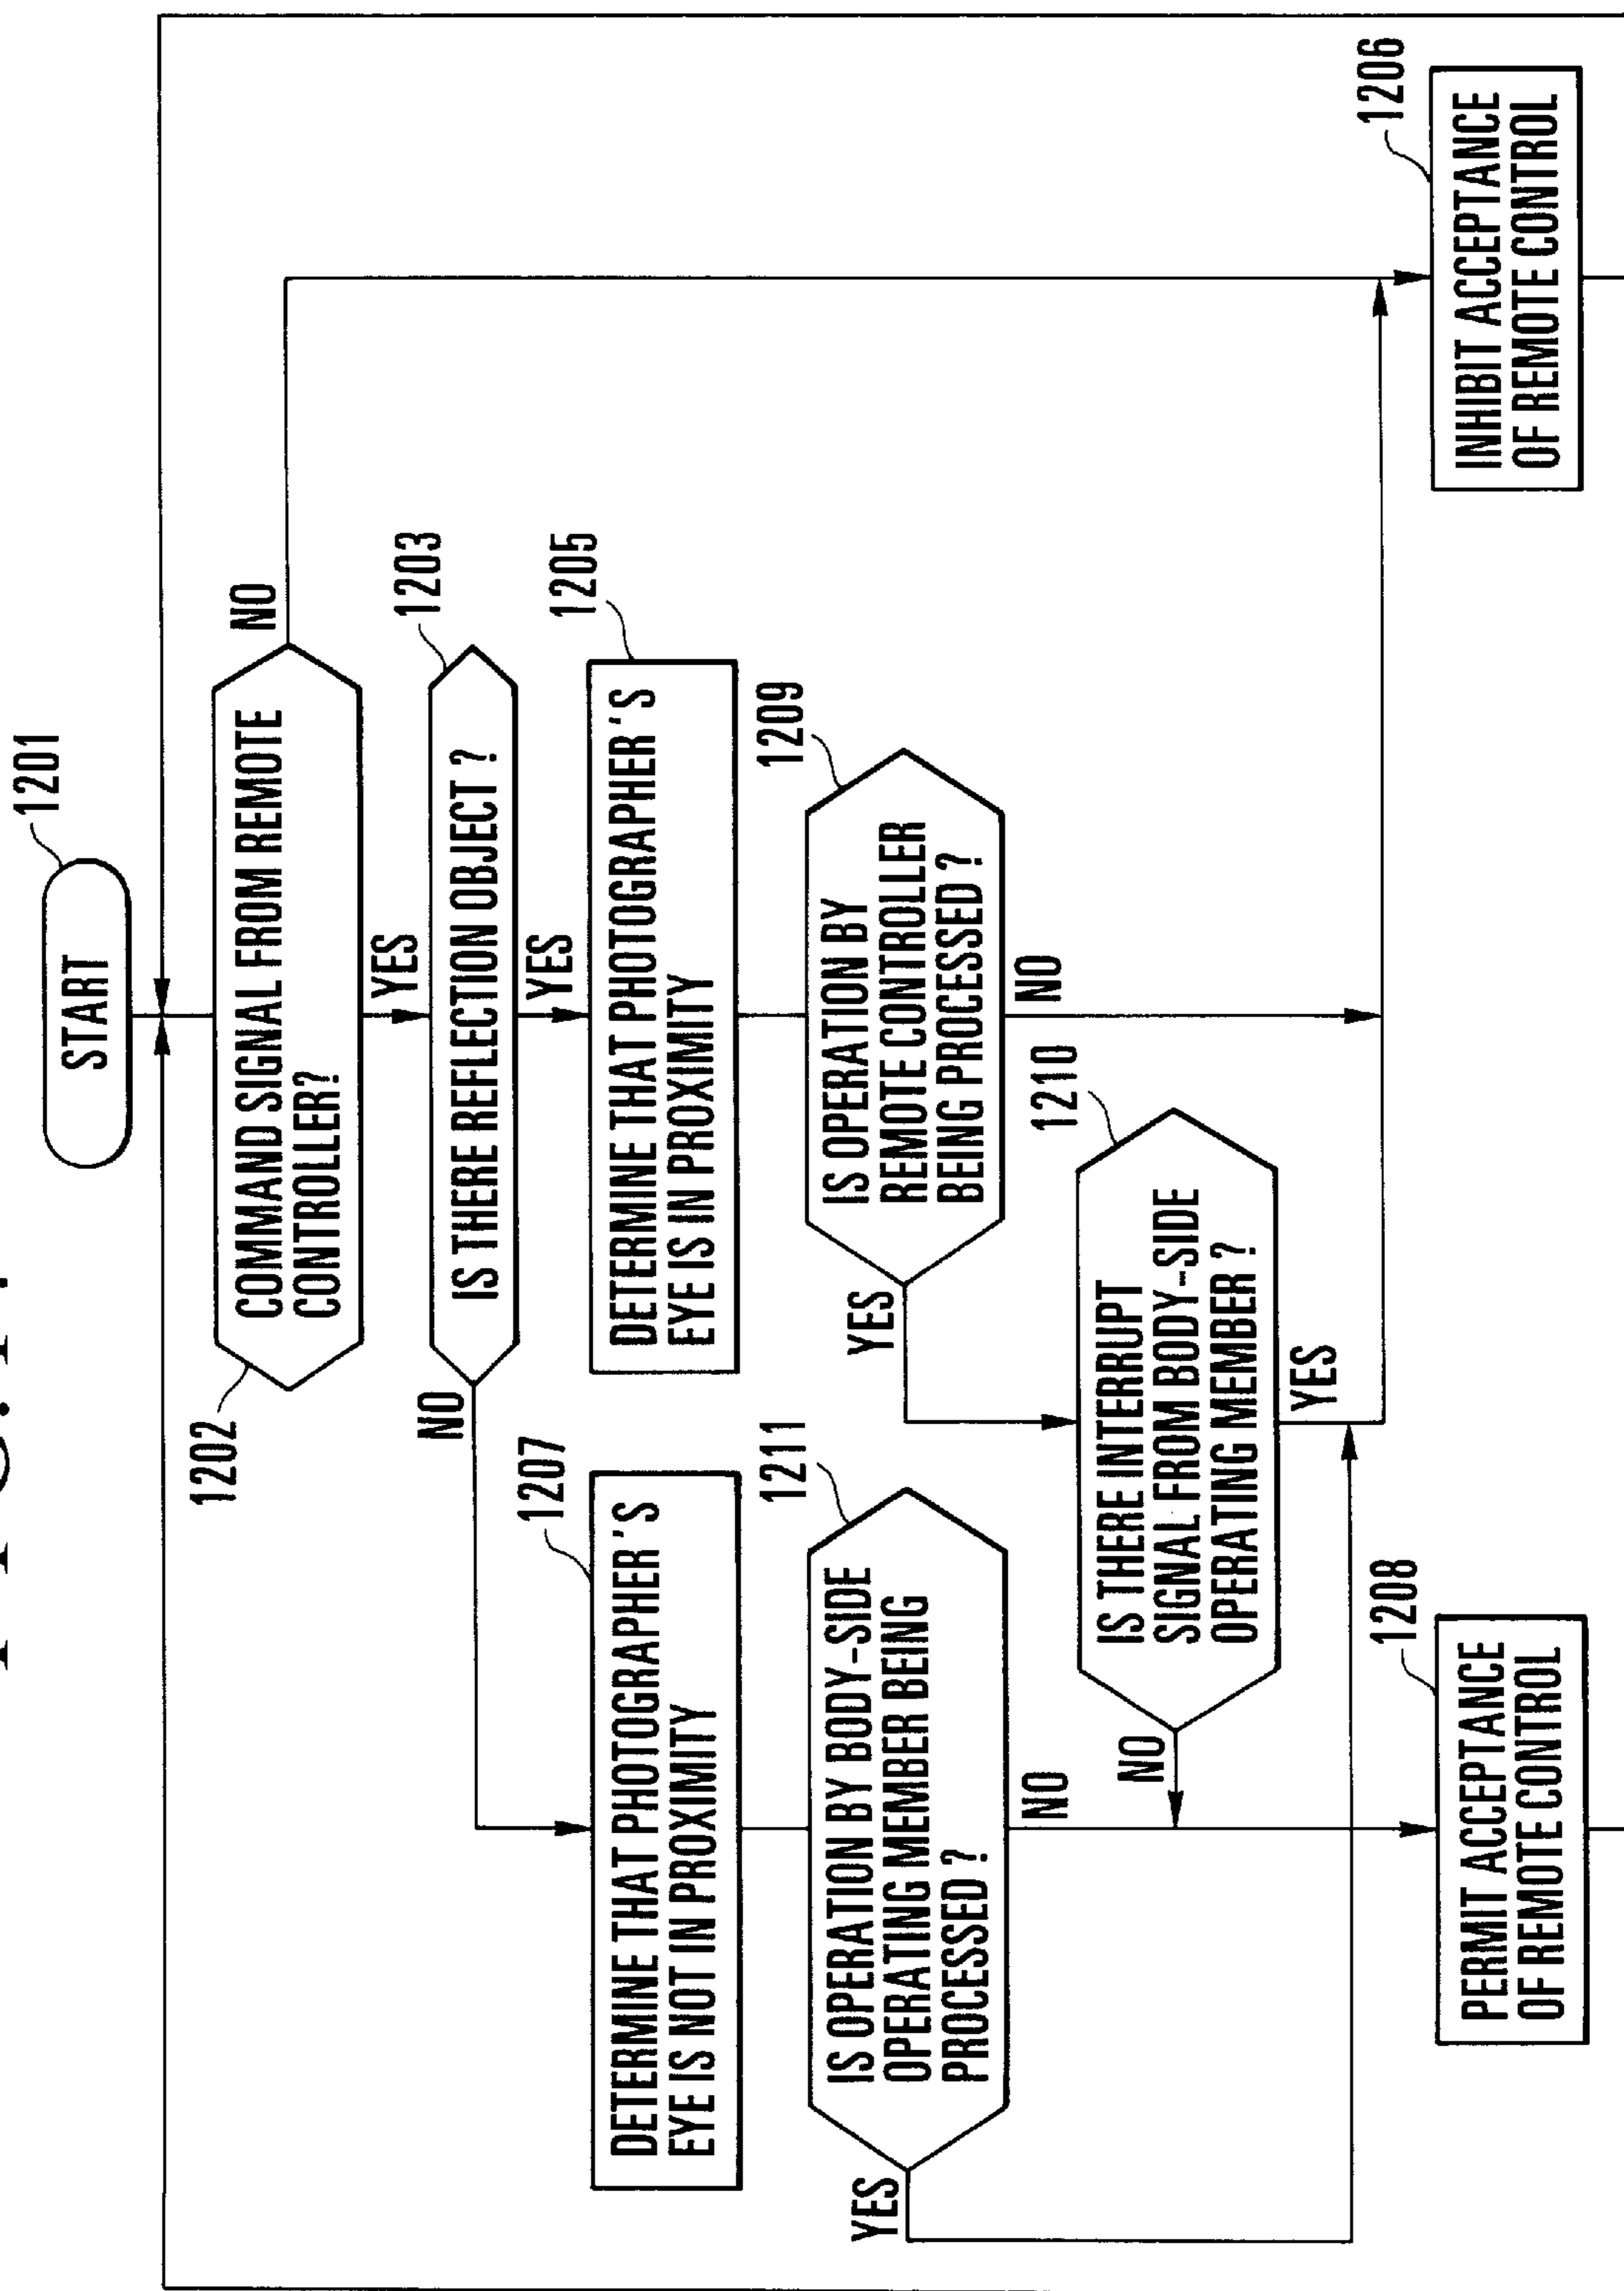 START
1201
1202
COMMAND SIGNAL FROM REMOTE
CONTROLLER?
NO
YES
1203
IS THERE REFLECTION OBJECT ?
NO
YES
1207
DETERMINE THAT PHOTOGRAPHER'S
EYE IS NOT IN PROXIMITY
1205
DETERMINE THAT PHOTOGRAPHER'S
EYE IS IN PROXIMITY
1211
IS OPERATION BY BODY-SIDE
OPERATING MEMBER BEING
PROCESSED ?
YES
NO
1209
IS OPERATION BY
REMOTE CONTROLLER
BEING PROCESSED ?
YES
NO
1210
IS THERE INTERRUPT
SIGNAL FROM BODY-SIDE
OPERATING MEMBER ?
NO
YES
1208
PERMIT ACCEPTANCE
OF REMOTE CONTROL
1206
INHIBIT ACCEPTANCE
OF REMOTE CONTROL